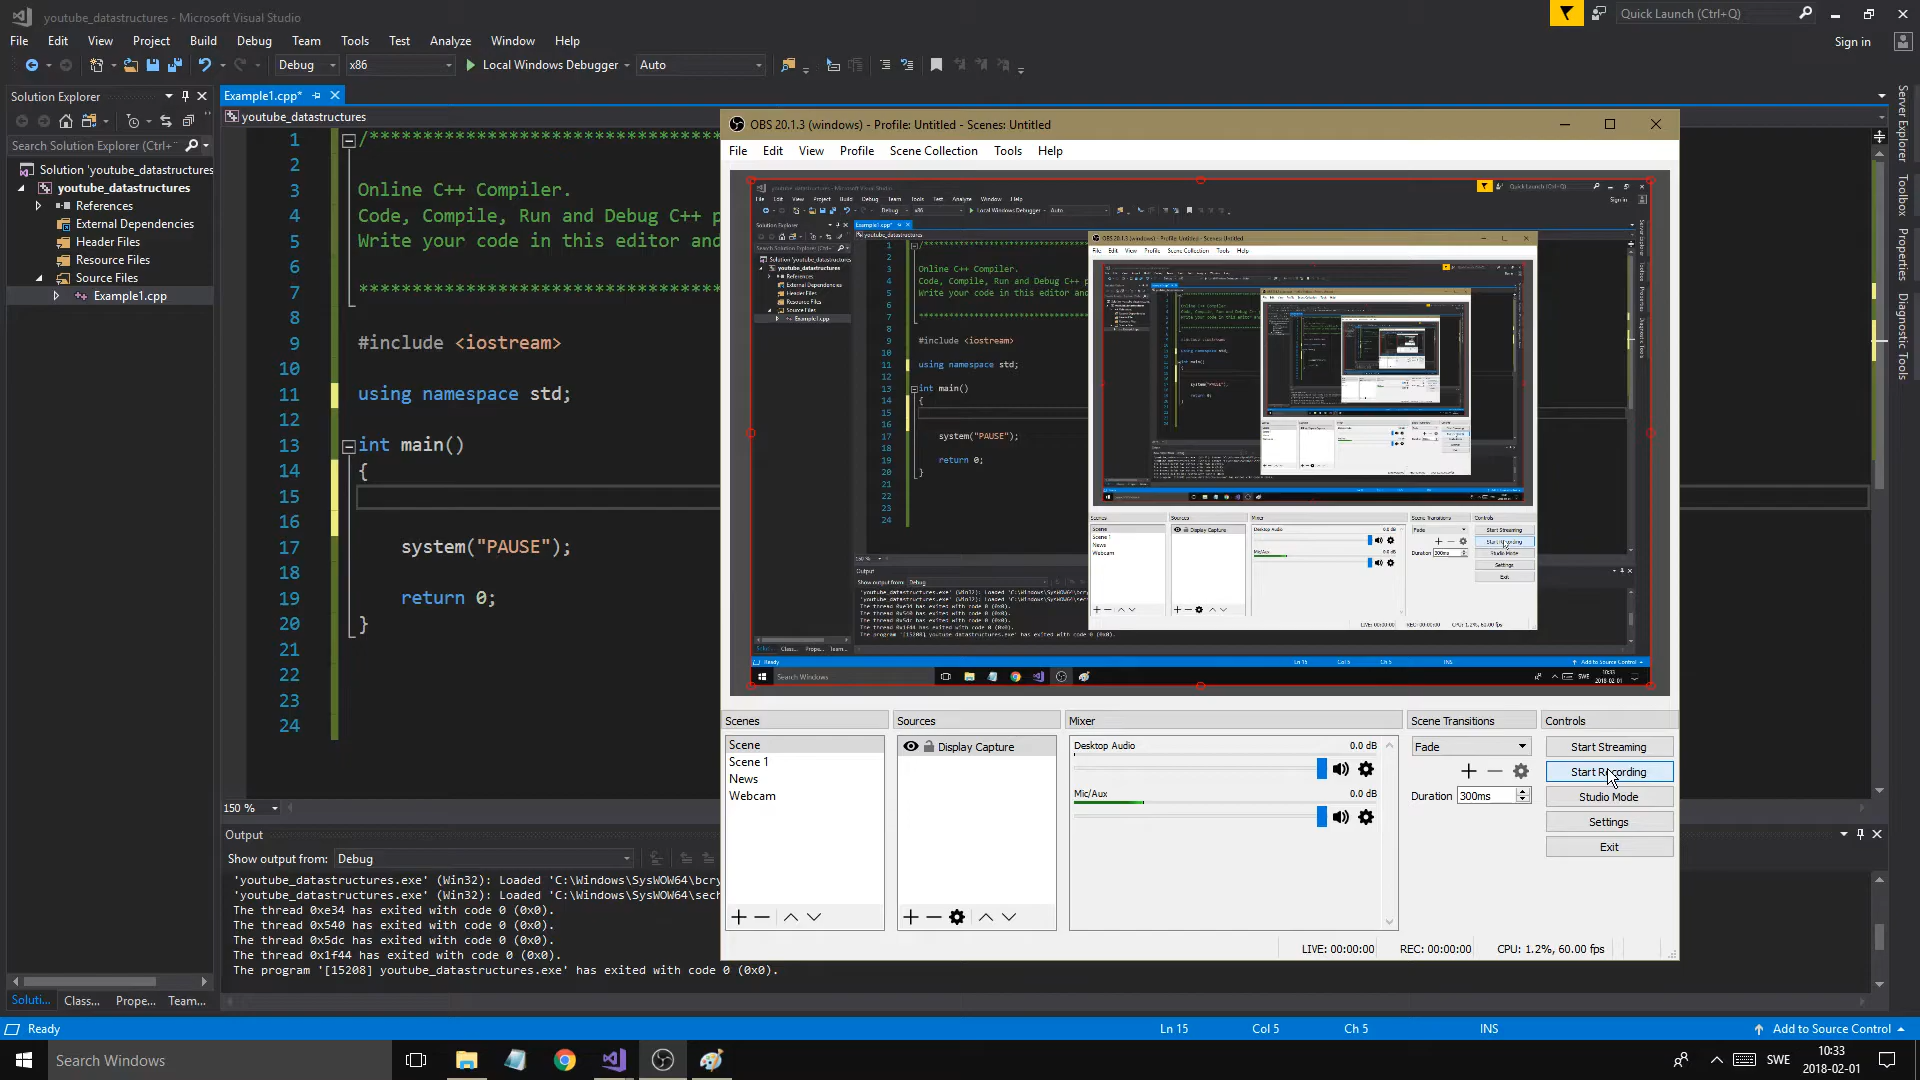 youtube_datastructures - Microsoft Visual Studio
Quick Launch (Ctrl+Q)
File Edit View Project Build Debug Team Tools Test Analyze Window Help
Sign in
Debug x86 Local Windows Debugger Auto
Solution Explorer
Search Solution Explorer (Ctrl+
Solution 'youtube_datastructures
youtube_datastructures
References
External Dependencies
Header Files
Resource Files
Source Files
Example1.cpp
Example1.cpp*
youtube_datastructures
1 /*******************************
2
3 Online C++ Compiler.
4 Code, Compile, Run and Debug C++ p
5 Write your code in this editor and
6
7 *******************************
8
9 #include <iostream>
10
11 using namespace std;
12
13 int main()
14 {
15
16
17 system("PAUSE");
18
19 return 0;
20 }
21
22
23
24
150 %
Output
Show output from: Debug
'youtube_datastructures.exe' (Win32): Loaded 'C:\Windows\SysWOW64\bcry
'youtube_datastructures.exe' (Win32): Loaded 'C:\Windows\SysWOW64\sech
The thread 0xe34 has exited with code 0 (0x0).
The thread 0x540 has exited with code 0 (0x0).
The thread 0x5dc has exited with code 0 (0x0).
The thread 0x1f44 has exited with code 0 (0x0).
The program '[15208] youtube_datastructures.exe' has exited with code 0 (0x0).
Soluti... Class... Prope... Team...
Server Explorer
Toolbox
Properties
Diagnostic Tools
OBS 20.1.3 (windows) - Profile: Untitled - Scenes: Untitled
File Edit View Profile Scene Collection Tools Help
Scenes
Scene
Scene 1
News
Webcam
Sources
Display Capture
Mixer
Desktop Audio 0.0 dB
Mic/Aux 0.0 dB
Scene Transitions
Fade
Duration 300ms
Controls
Start Streaming
Start Recording
Studio Mode
Settings
Exit
LIVE: 00:00:00 REC: 00:00:00 CPU: 1.2%, 60.00 fps
Ready
Ln 15 Col 5 Ch 5 INS
Add to Source Control
Search Windows
SWE
10:33
2018-02-01